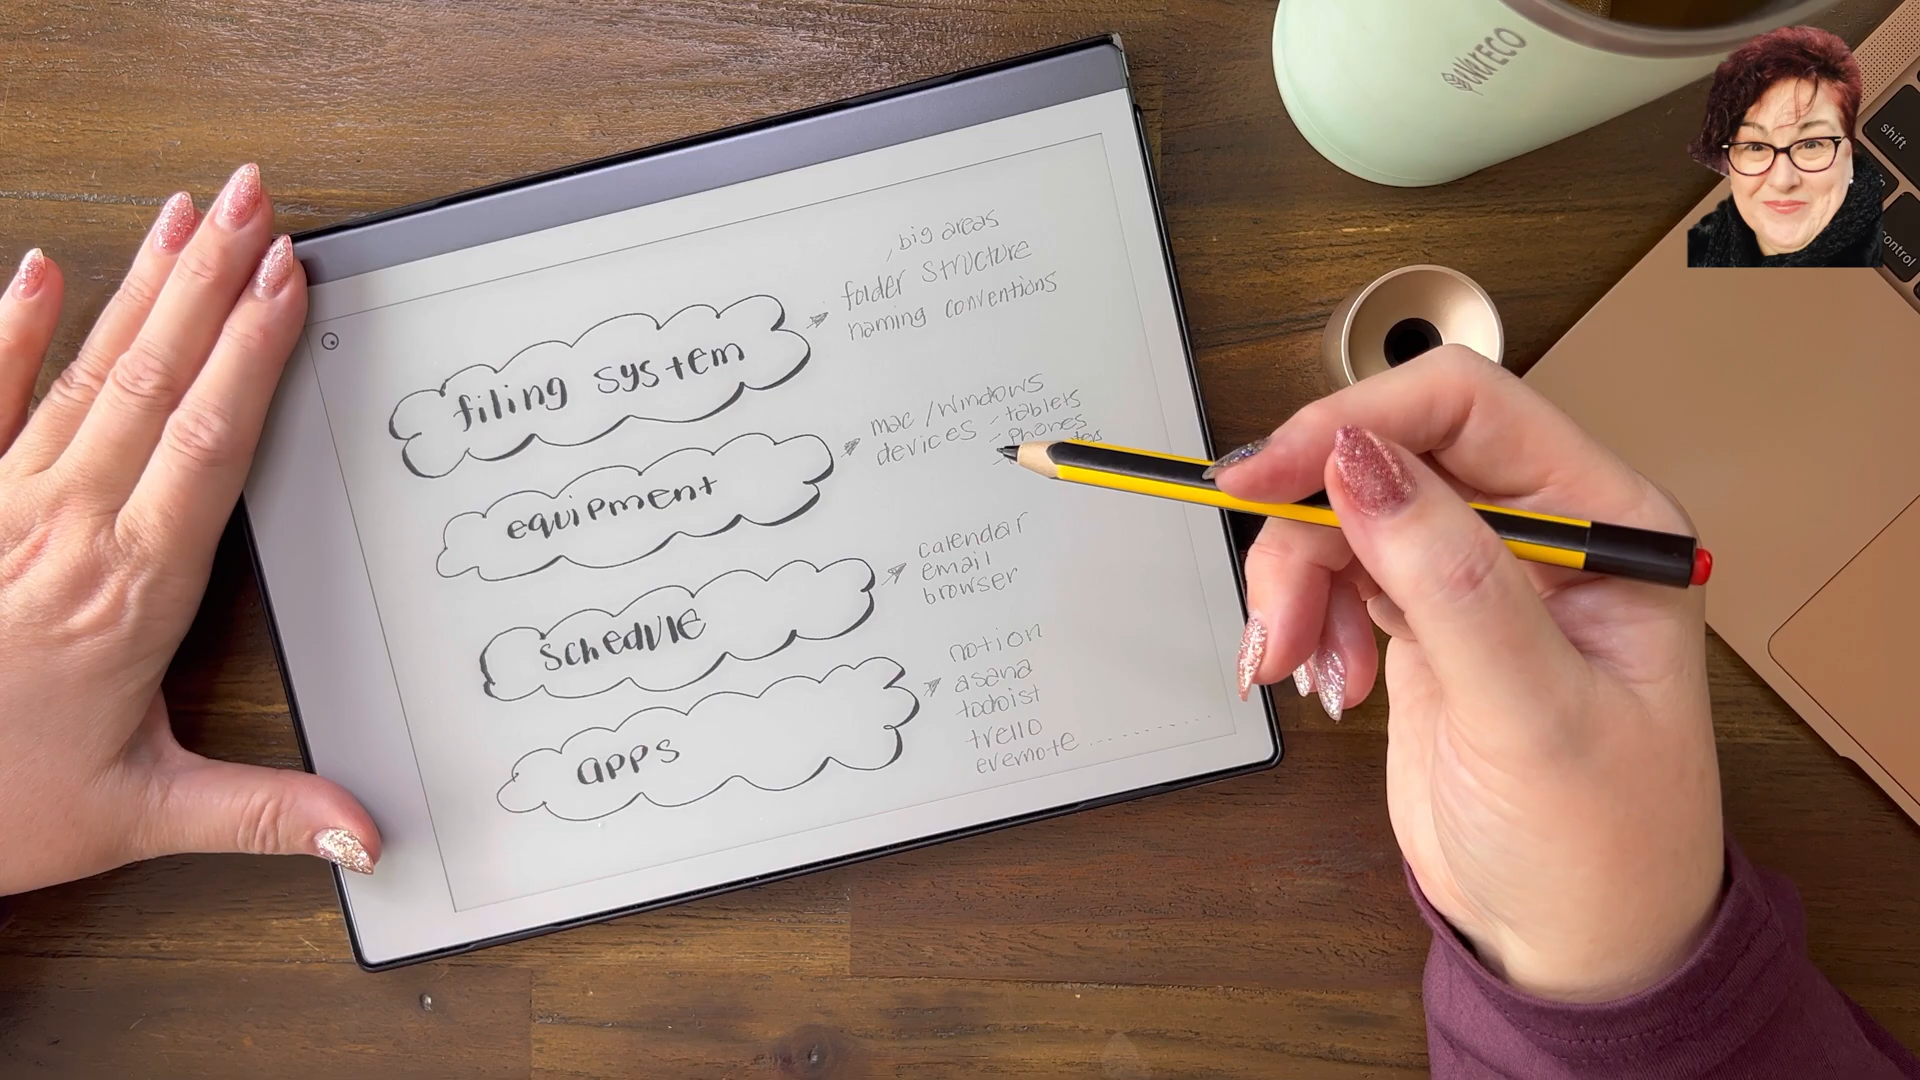 big areas
folder structure
naming conventions
filing system
mac / windows
devices - tablets
- phones
equipment
calendar
email
browser
schedule
notion
asana
todoist
trello
evernote ..........
apps
everECO
shift
control